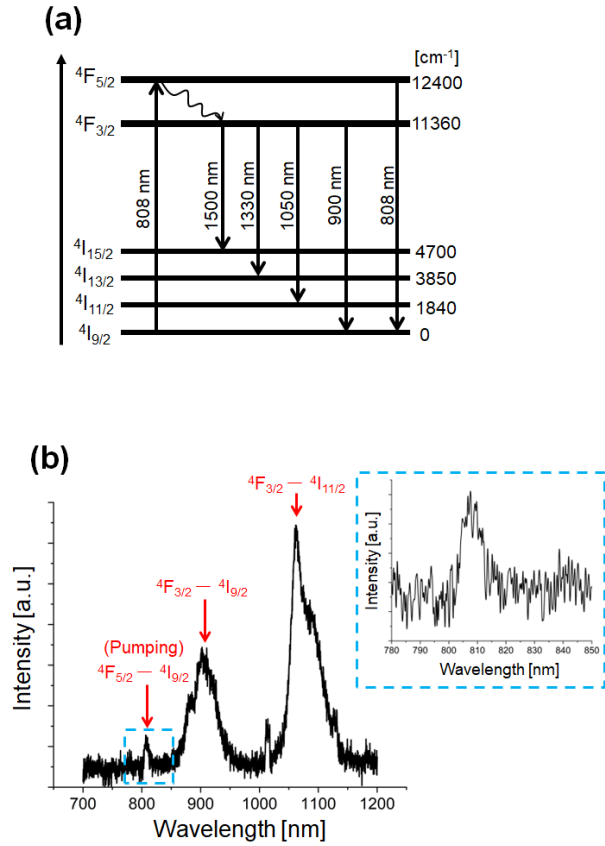 (a)
[cm⁻¹]
⁴F₅/₂ 12400
⁴F₃/₂ 11360
808 nm 1500 nm 1330 nm 1050 nm 900 nm 808 nm
⁴I₁₅/₂ 4700
⁴I₁₃/₂ 3850
⁴I₁₁/₂ 1840
⁴I₉/₂ 0
(b)
⁴F₃/₂ — ⁴I₁₁/₂
⁴F₃/₂ — ⁴I₉/₂
(Pumping)
⁴F₅/₂ — ⁴I₉/₂
Intensity [a.u.]
700 800 900 1000 1100 1200
Wavelength [nm]
Intensity [a.u.]
780 790 800 810 820 830 840 850
Wavelength [nm]